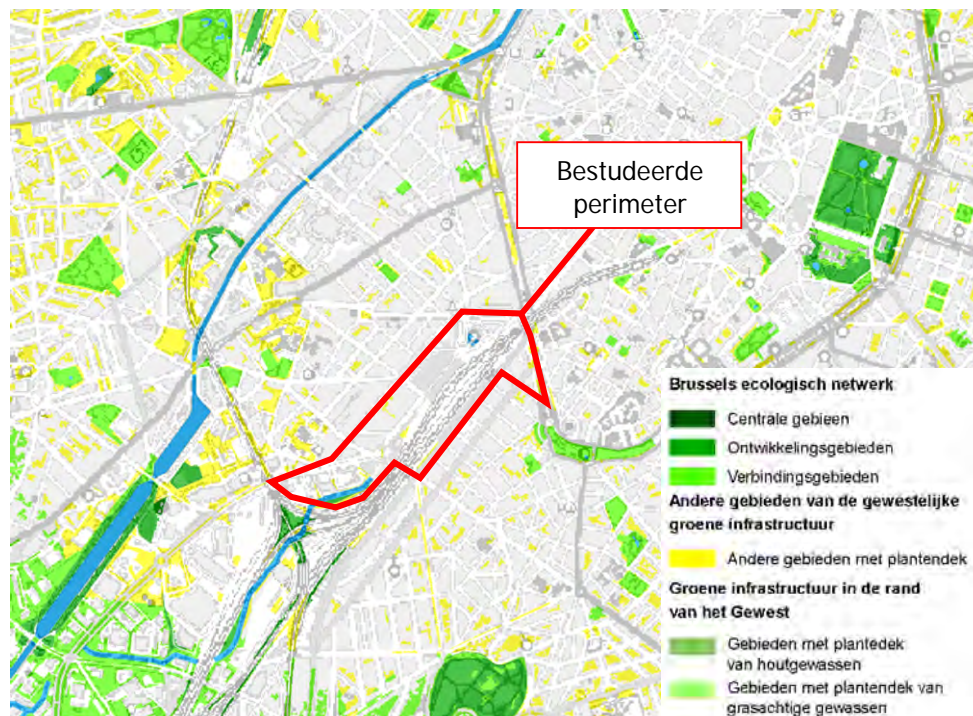 Bestudeerde
perimeter
Brussels ecologisch netwerk
Centrale gebieen
Ontwikkelingsgebieden
Verbindingsgebieden
Andere gebieden van de gewestelijke
groene infrastructuur
Andere gebieden met plantendek
Groene infrastructuur in de rand
van het Gewest
Gebieden met plantedek
van houtgewassen
Gebieden met plantendek van
grasachtige gewassen